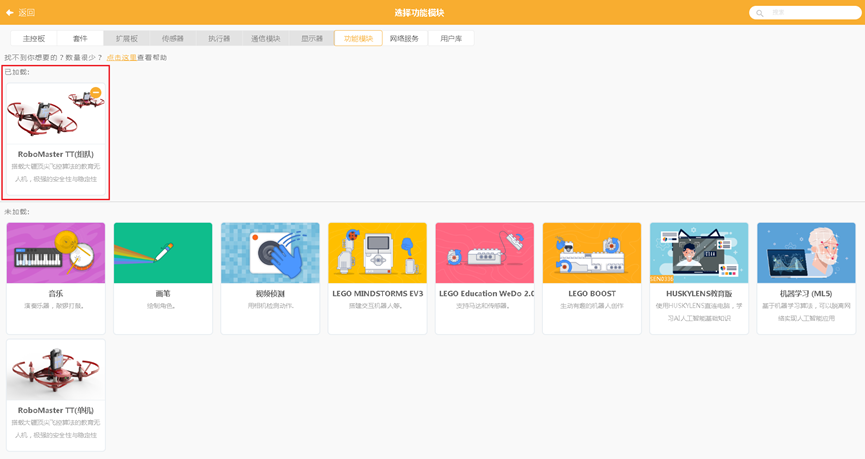 返回
选择功能模块
搜索
主控板 套件 扩展板 传感器 执行器 通信模块 显示器 功能模块 网络服务 用户库
找不到你想要的？数量很少？ 点击这里查看帮助
已加载:
RoboMaster TT(组队)
搭载大疆顶尖飞控算法的教育无
人机，极强的安全性与稳定性
未加载:
音乐
演奏乐器，敲锣打鼓。
画笔
绘制角色。
视频侦测
用相机检测动作。
LEGO MINDSTORMS EV3
搭建交互机器人等。
LEGO Education WeDo 2.0
支持马达和传感器。
LEGO BOOST
生动有趣的机器人创作
HUSKYLENS教育版
使用HUSKYLENS直连电脑，学
习AI人工智能基础知识
机器学习 (ML5)
基于机器学习算法，可以脱离网
络实现人工智能应用
RoboMaster TT(单机)
搭载大疆顶尖飞控算法的教育无
人机，极强的安全性与稳定性